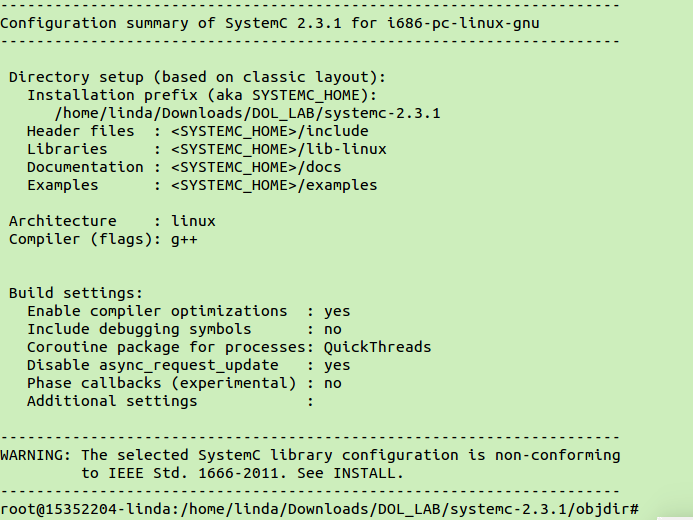 ---------------------------------------------------------------------
Configuration summary of SystemC 2.3.1 for i686-pc-linux-gnu
---------------------------------------------------------------------
Directory setup (based on classic layout):
Installation prefix (aka SYSTEMC_HOME):
/home/linda/Downloads/DOL_LAB/systemc-2.3.1
Header files  : <SYSTEMC_HOME>/include
Libraries     : <SYSTEMC_HOME>/lib-linux
Documentation : <SYSTEMC_HOME>/docs
Examples      : <SYSTEMC_HOME>/examples
Architecture    : linux
Compiler (flags): g++
Build settings:
Enable compiler optimizations  : yes
Include debugging symbols      : no
Coroutine package for processes: QuickThreads
Disable async_request_update   : yes
Phase callbacks (experimental) : no
Additional settings            :
---------------------------------------------------------------------
WARNING: The selected SystemC library configuration is non-conforming
to IEEE Std. 1666-2011. See INSTALL.
---------------------------------------------------------------------
root@15352204-linda:/home/linda/Downloads/DOL_LAB/systemc-2.3.1/objdir#